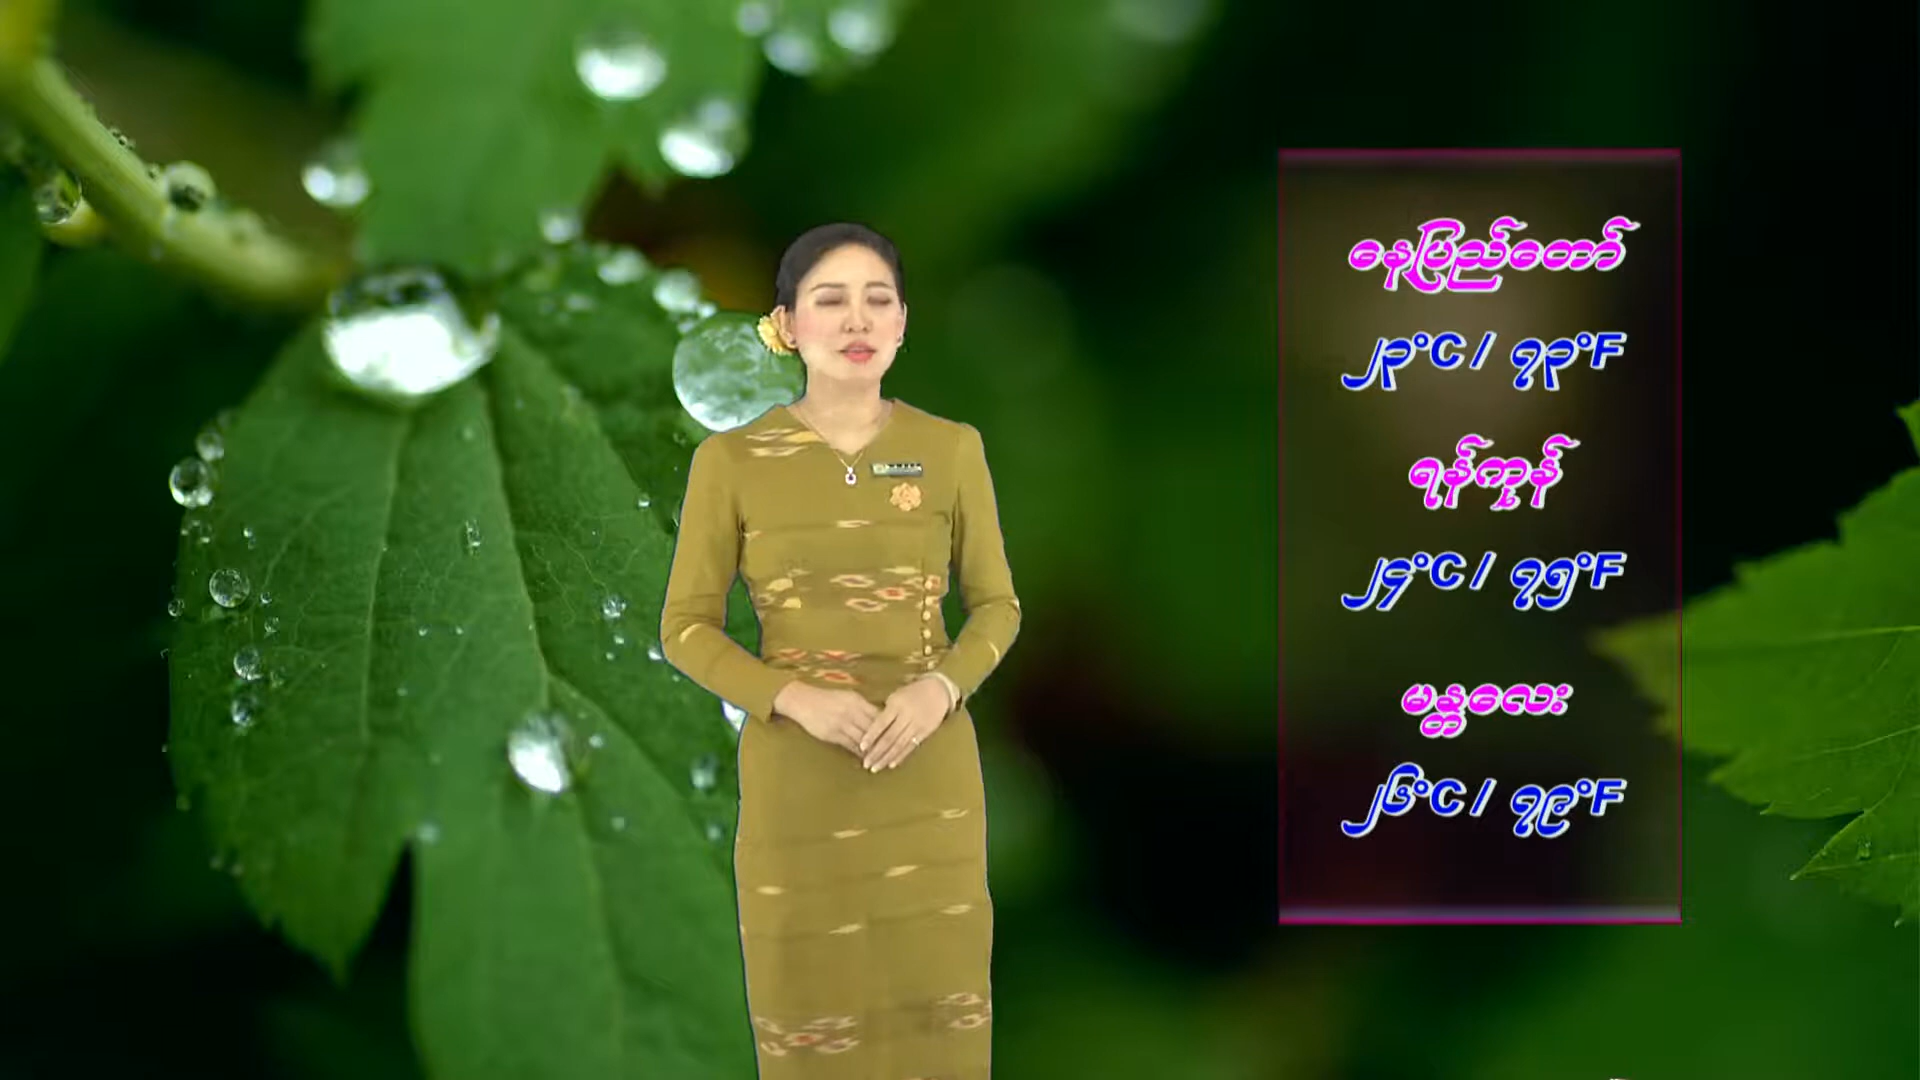 နေပြည်တော်
၂၃°C / ၇၃°F
ရန်ကုန်
၂၄°C / ၇၅°F
မန္တလေး
၂၆°C / ၇၉°F